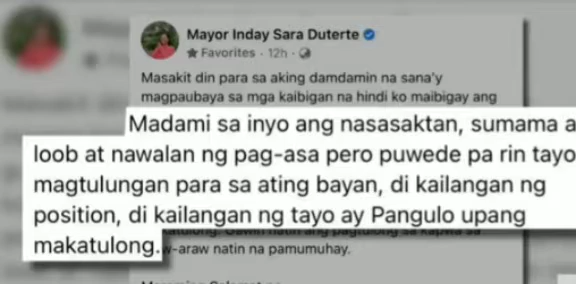 Mayor Inday Sara Duterte
Favorites · 12h ·
Masakit din para sa aking damdamin na sana'y
magpaubaya sa mga kaibigan na hindi ko maibigay ang
Madami sa inyo ang nasasaktan, sumama a
loob at nawalan ng pag-asa pero puwede pa rin tayo
magtulungan para sa ating bayan, di kailangan ng
position, di kailangan ng tayo ay Pangulo upang
makatulong.
w-araw natin na pamumuhay.